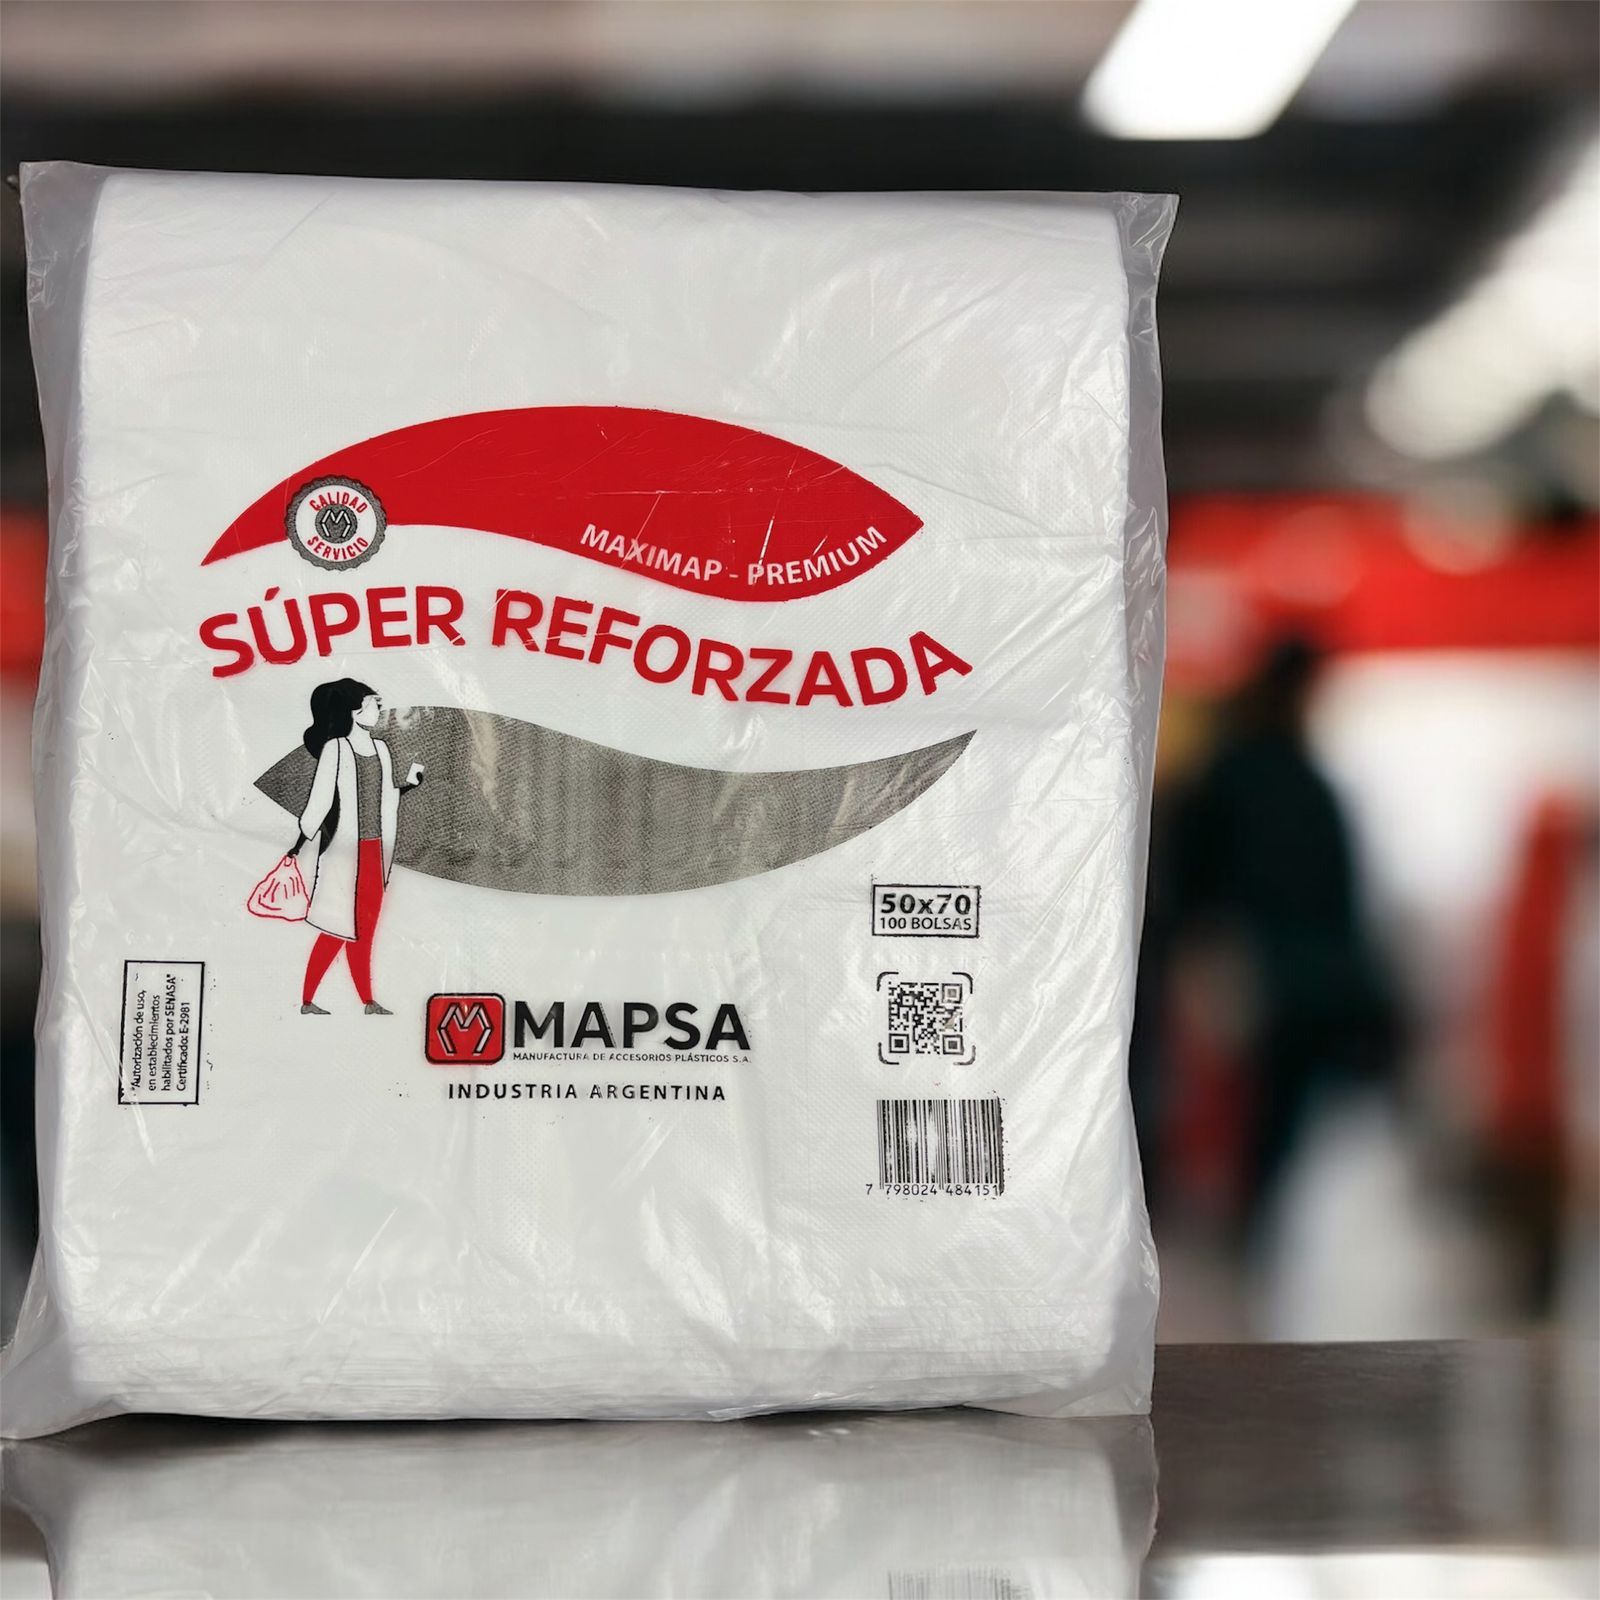 CALIDAD
SERVICIO
MAXIMAP - PREMIUM
SÚPER REFORZADA
50x70
100 BOLSAS
"Autorización de uso,
en establecimientos
habilitados por SENASA"
Certificado: E-2981
MAPSA
MANUFACTURA DE ACCESORIOS PLÁSTICOS S.A.
INDUSTRIA ARGENTINA
7 798024 484151